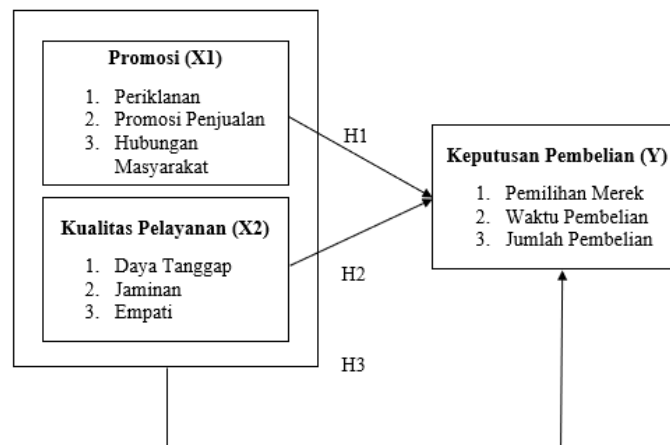 Promosi (X1)
1. Periklanan
2. Promosi Penjualan
3. Hubungan
Masyarakat
H1
Keputusan Pembelian (Y)
1. Pemilihan Merek
2. Waktu Pembelian
3. Jumlah Pembelian
Kualitas Pelayanan (X2)
1. Daya Tanggap
2. Jaminan
3. Empati
H2
H3